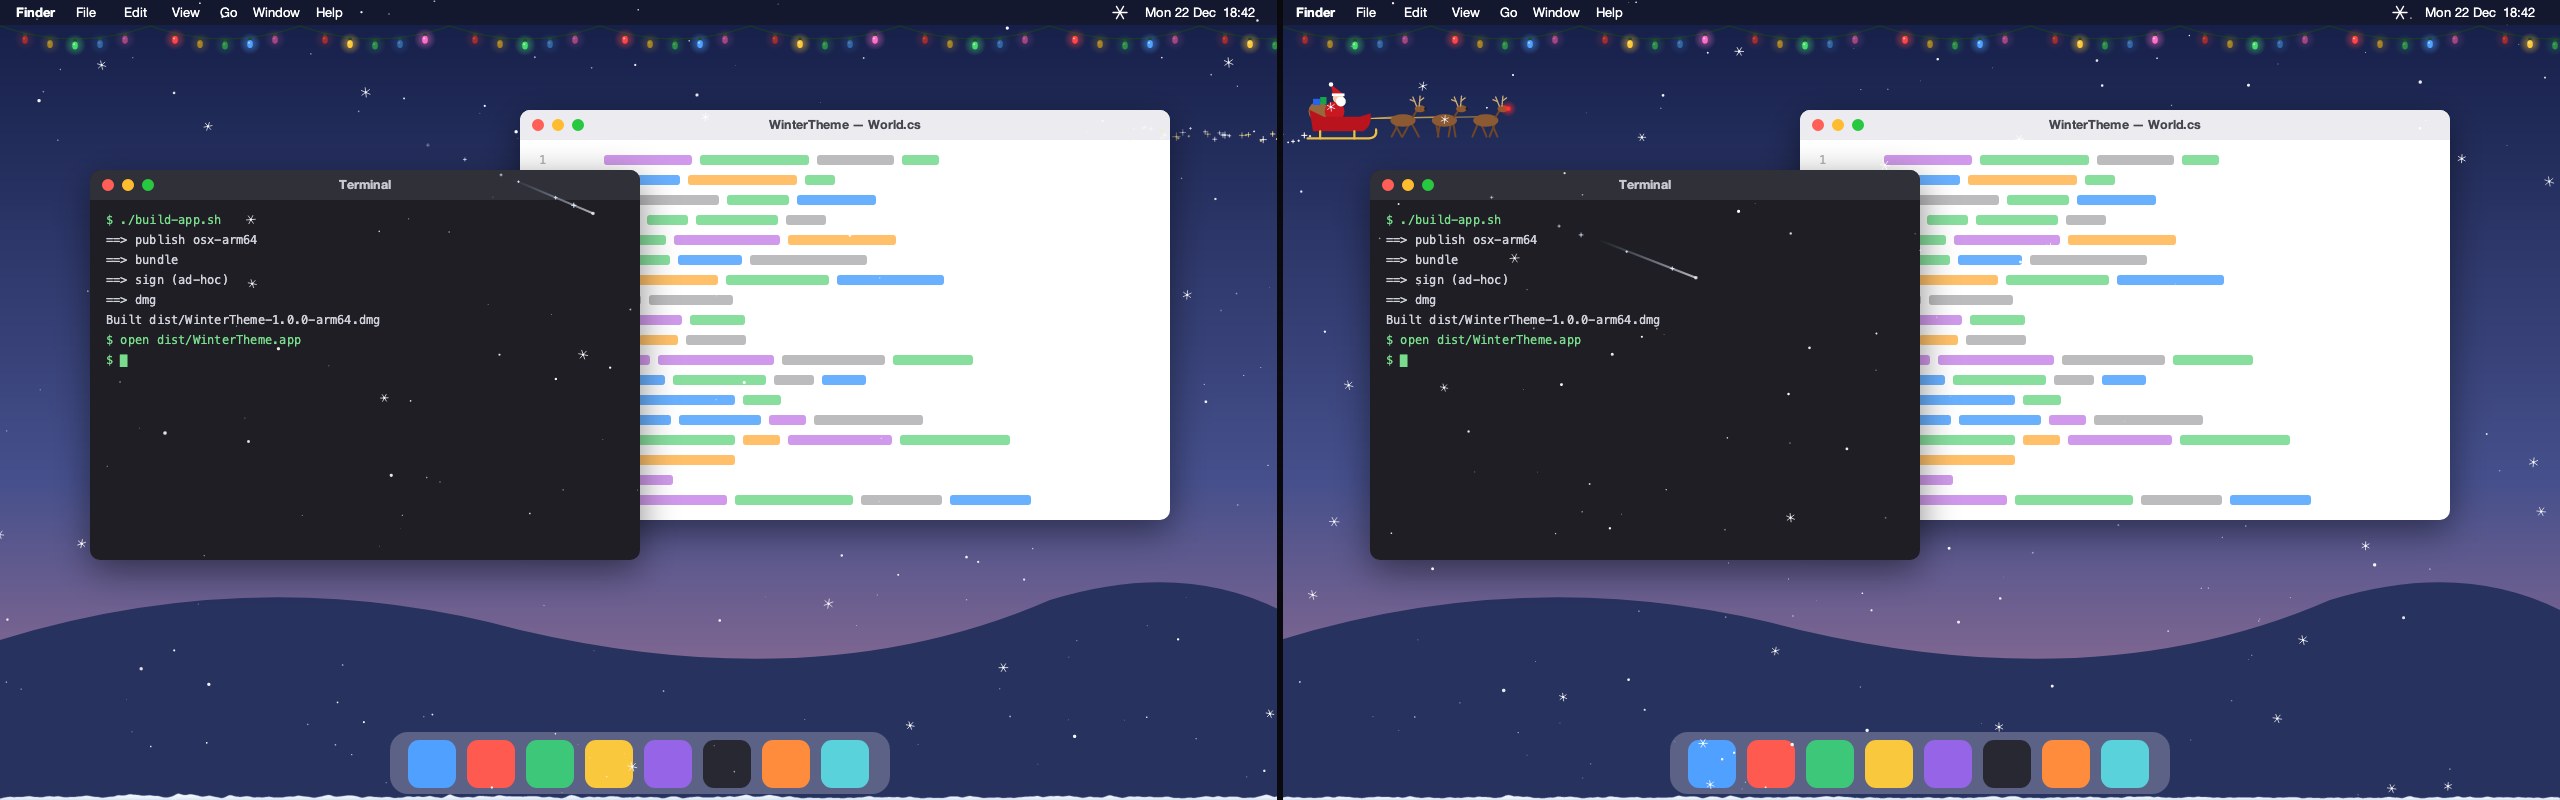 Finder File Edit View Go Window Help Mon 22 Dec 18:42
WinterTheme — World.cs
1
Terminal
$ ./build-app.sh
==> publish osx-arm64
==> bundle
==> sign (ad-hoc)
==> dmg
Built dist/WinterTheme-1.0.0-arm64.dmg
$ open dist/WinterTheme.app
$
Finder File Edit View Go Window Help Mon 22 Dec 18:42
WinterTheme — World.cs
1
Terminal
$ ./build-app.sh
==> publish osx-arm64
==> bundle
==> sign (ad-hoc)
==> dmg
Built dist/WinterTheme-1.0.0-arm64.dmg
$ open dist/WinterTheme.app
$